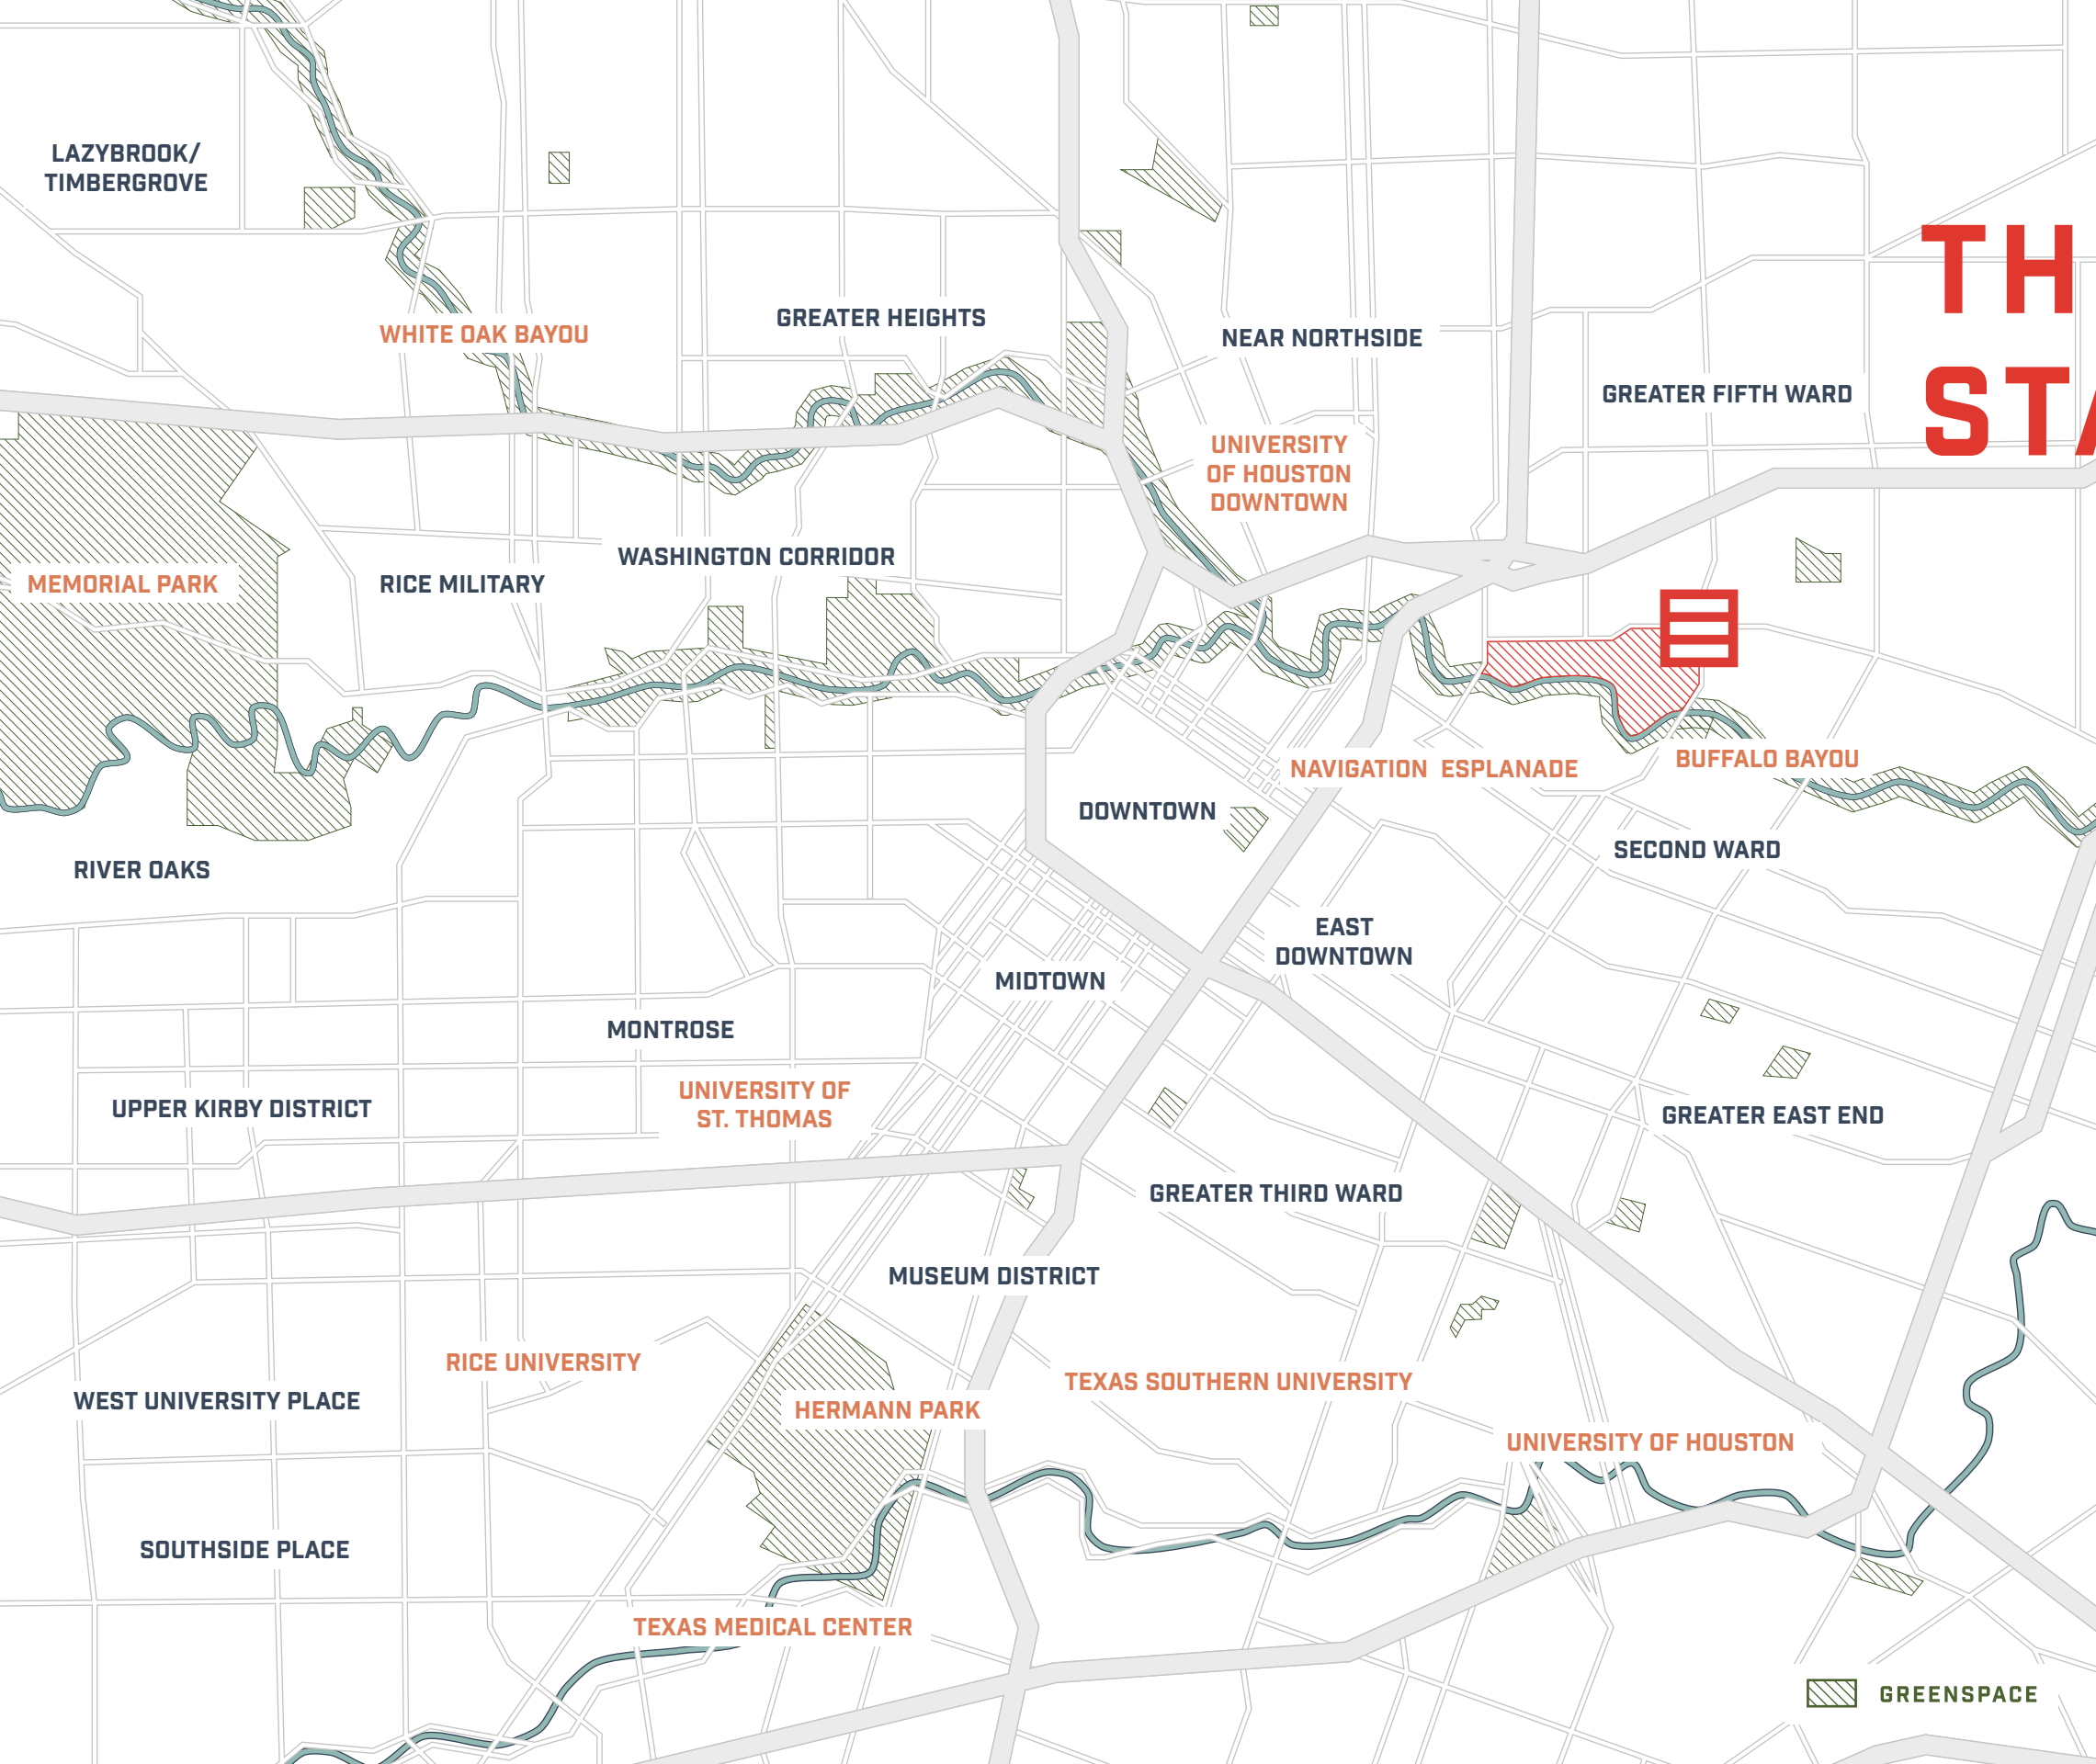 LAZYBROOK/
TIMBERGROVE
TH
WHITE OAK BAYOU
GREATER HEIGHTS
NEAR NORTHSIDE
GREATER FIFTH WARD
STA
UNIVERSITY
OF HOUSTON
DOWNTOWN
WASHINGTON CORRIDOR
MEMORIAL PARK
RICE MILITARY
NAVIGATION ESPLANADE
BUFFALO BAYOU
DOWNTOWN
SECOND WARD
RIVER OAKS
EAST
DOWNTOWN
MIDTOWN
MONTROSE
UNIVERSITY OF
ST. THOMAS
UPPER KIRBY DISTRICT
GREATER EAST END
GREATER THIRD WARD
MUSEUM DISTRICT
RICE UNIVERSITY
TEXAS SOUTHERN UNIVERSITY
WEST UNIVERSITY PLACE
HERMANN PARK
UNIVERSITY OF HOUSTON
SOUTHSIDE PLACE
TEXAS MEDICAL CENTER
GREENSPACE